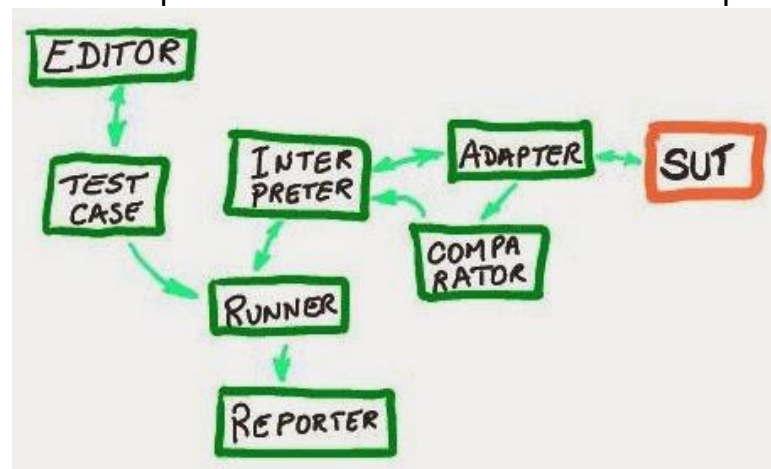 EDITOR
TEST
CASE
INTER
PRETER
ADAPTER
SUT
COMPA
RATOR
RUNNER
REPORTER